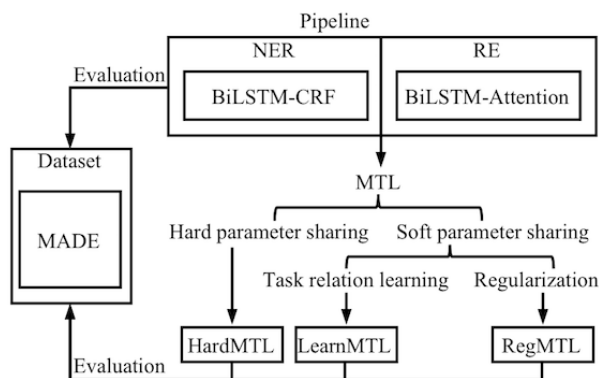 Pipeline
NER
RE
Evaluation
BiLSTM-CRF
BiLSTM-Attention
Dataset
MADE
MTL
Hard parameter sharing
Soft parameter sharing
Task relation learning
Regularization
HardMTL
LearnMTL
RegMTL
Evaluation